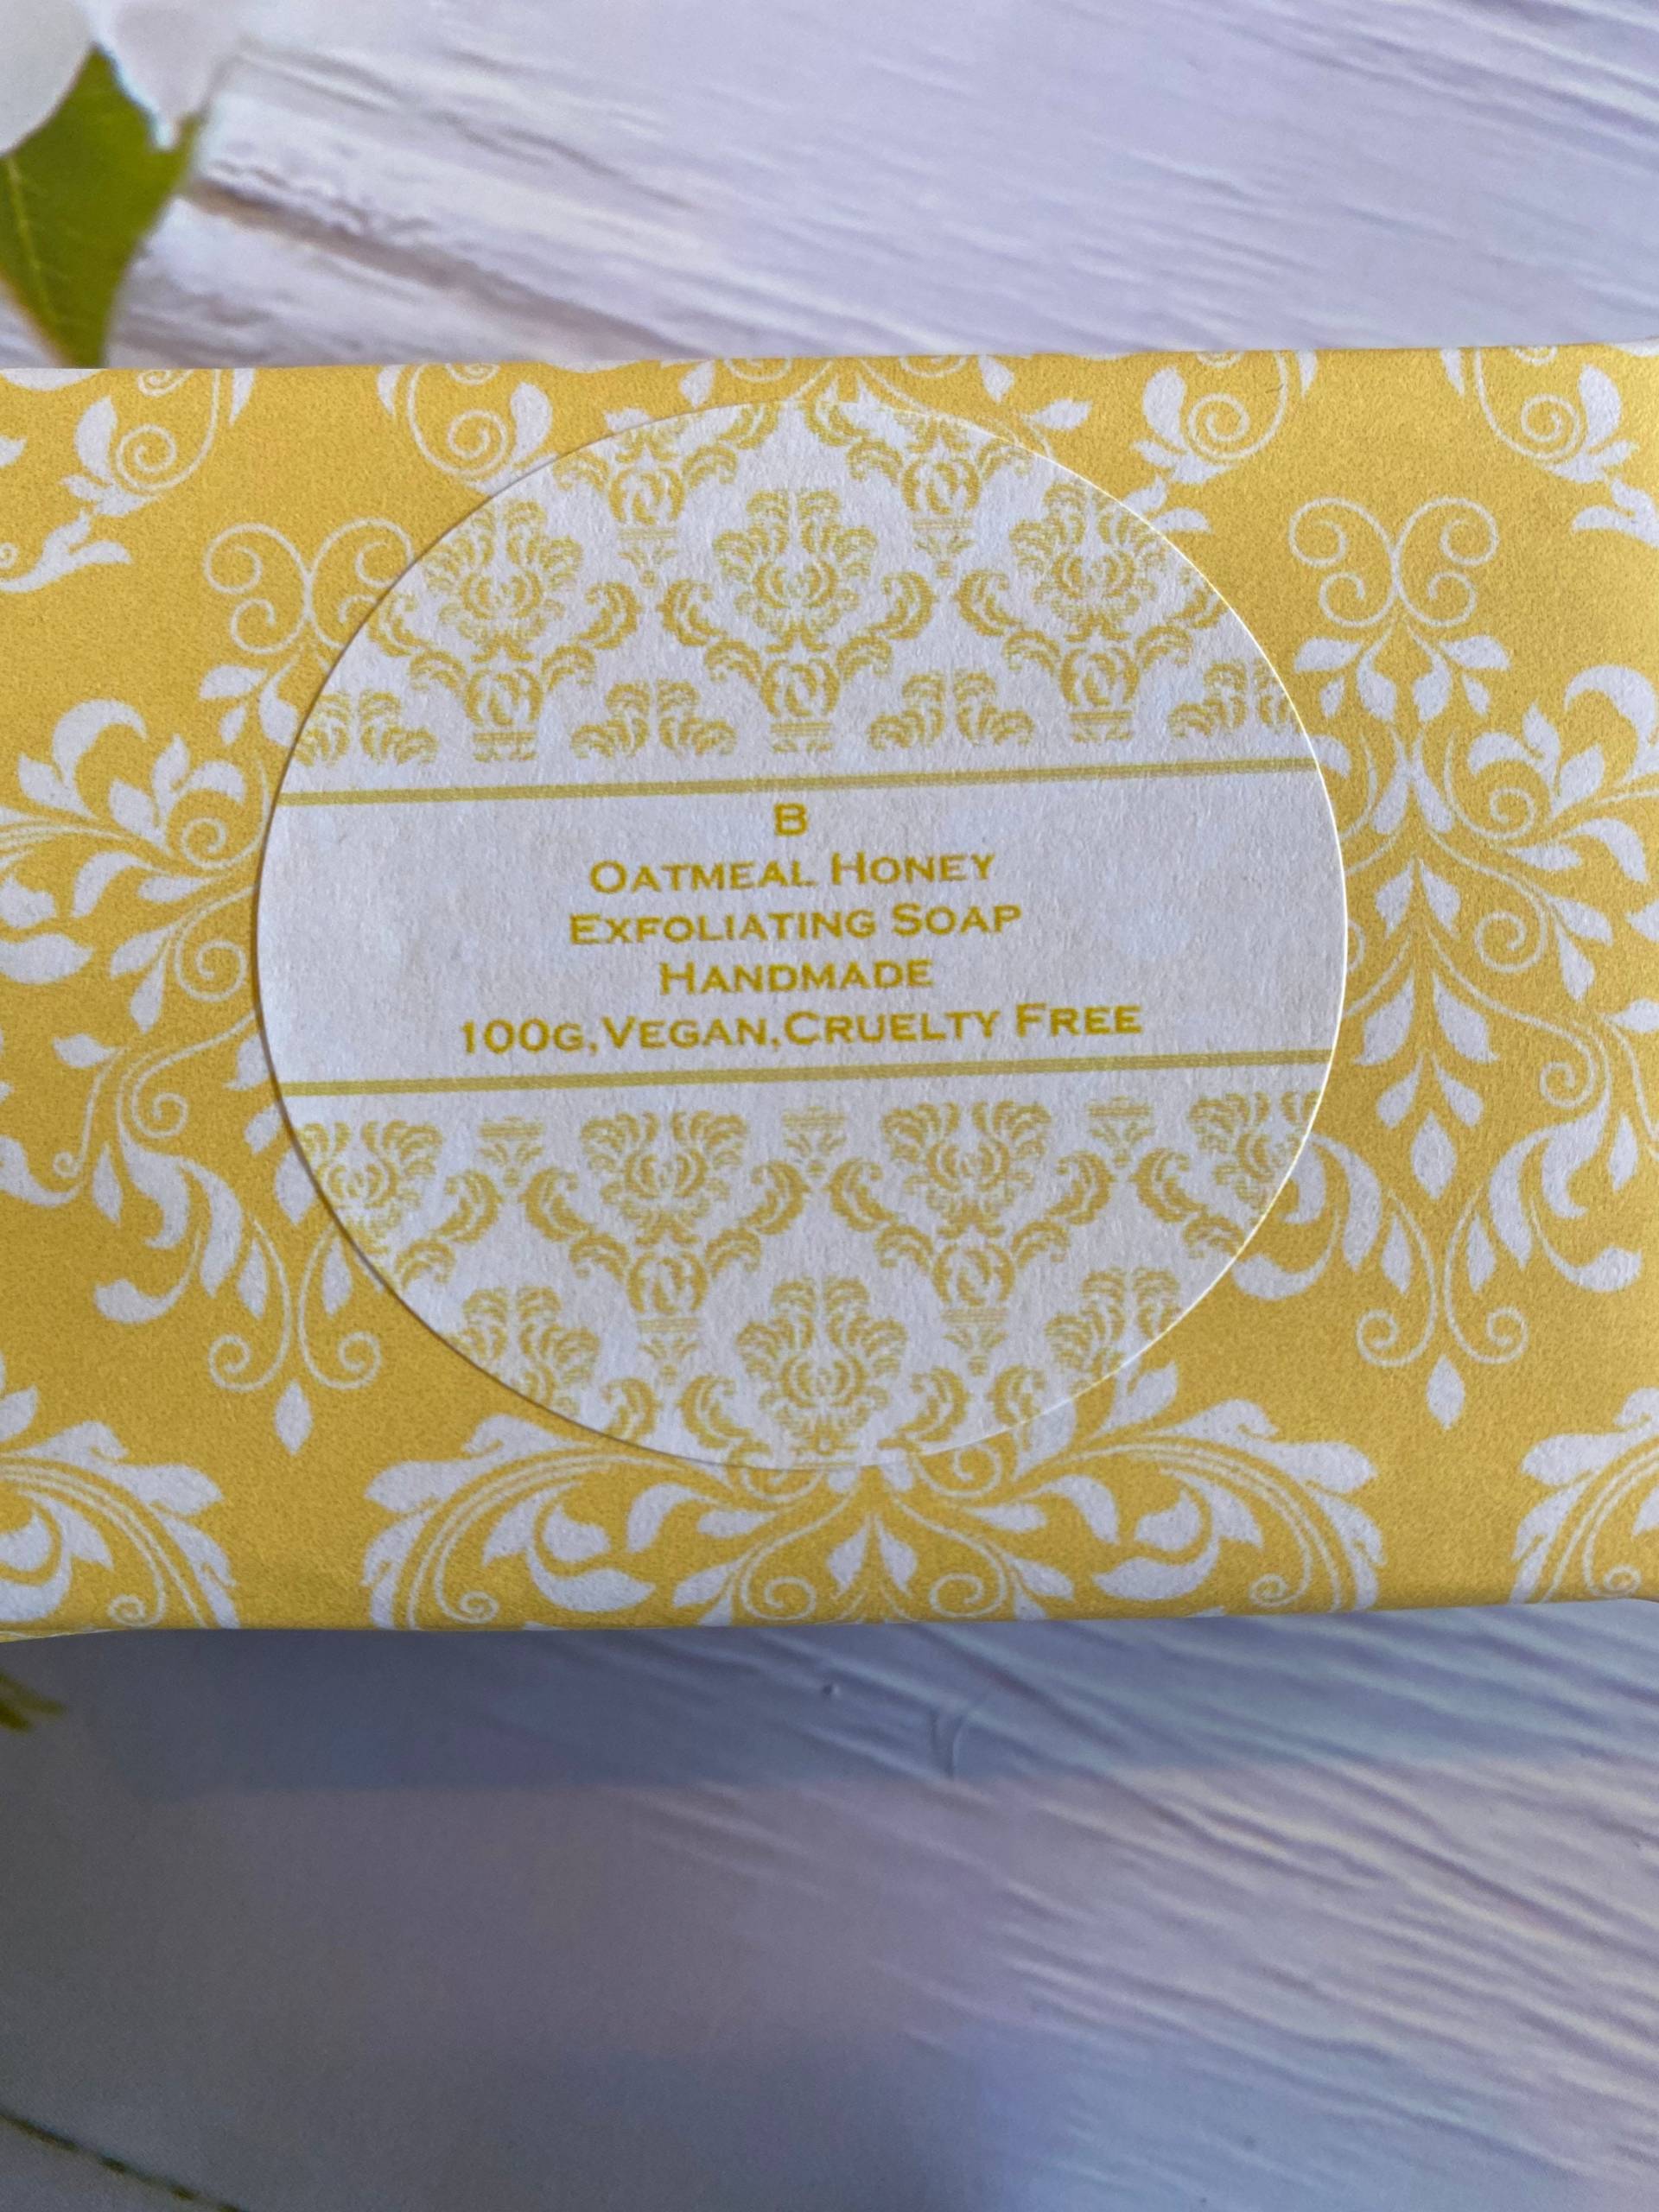 B
Oatmeal Honey
Exfoliating Soap
Handmade
100g,Vegan,Cruelty Free